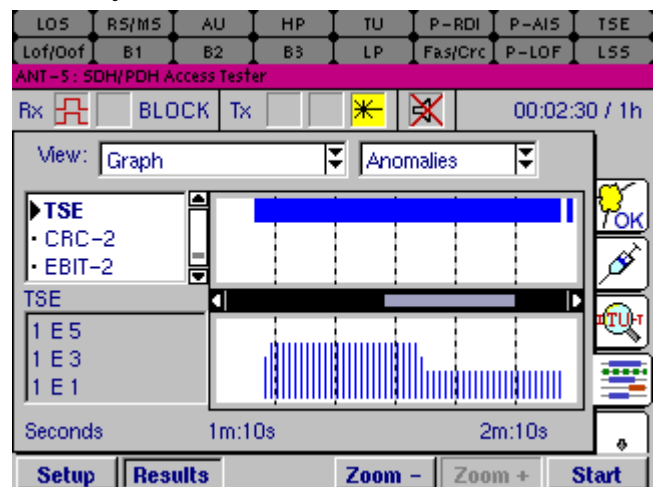 LOS RS/MS AU HP TU P-RDI P-AIS TSE
Lof/Oof B1 B2 B3 LP Fas/Crc P-LOF LSS
ANT-5: SDH/PDH Access Tester
Rx BLOCK Tx 00:02:30 / 1h
View: Graph Anomalies
TSE
CRC-2
EBIT-2
OK
TSE
TU
1 E 5
1 E 3
1 E 1
Seconds 1m:10s 2m:10s
Setup Results Zoom - Zoom + Start